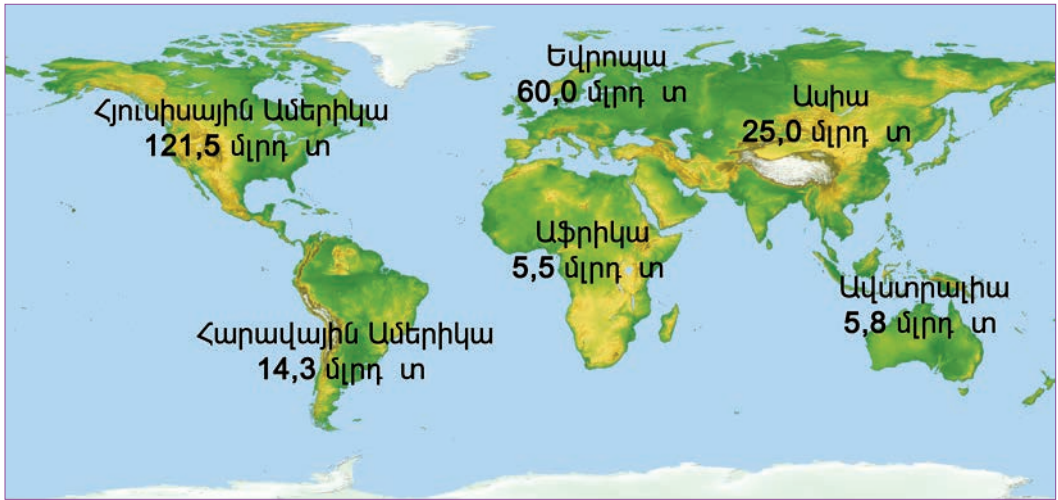 Հյուսիսային Ամերիկա
121,5 մլրդ տ
Եվրոպա
60,0 մլրդ տ
Ասիա
25,0 մլրդ տ
Աֆրիկա
5,5 մլրդ տ
Հարավային Ամերիկա
14,3 մլրդ տ
Ավստրալիա
5,8 մլրդ տ